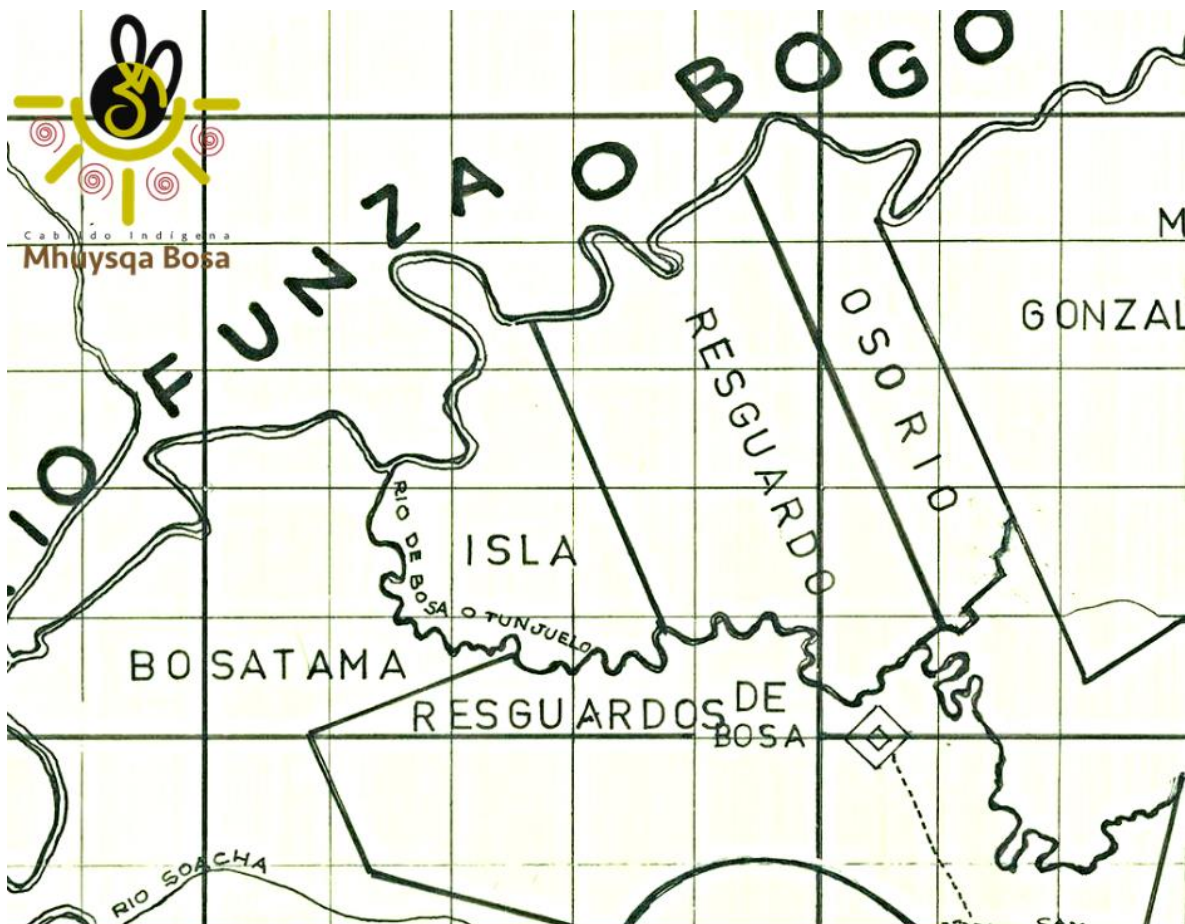 Cabildo Indígena
Mhuysqa Bosa
IO FUNZA O BOGO
RESGUARDO
OSORIO
GONZAL
ISLA
RIO DE BOSA O TUNJUELO
BOSATAMA
RESGUARDOS DE
BOSA
RIO SOACHA